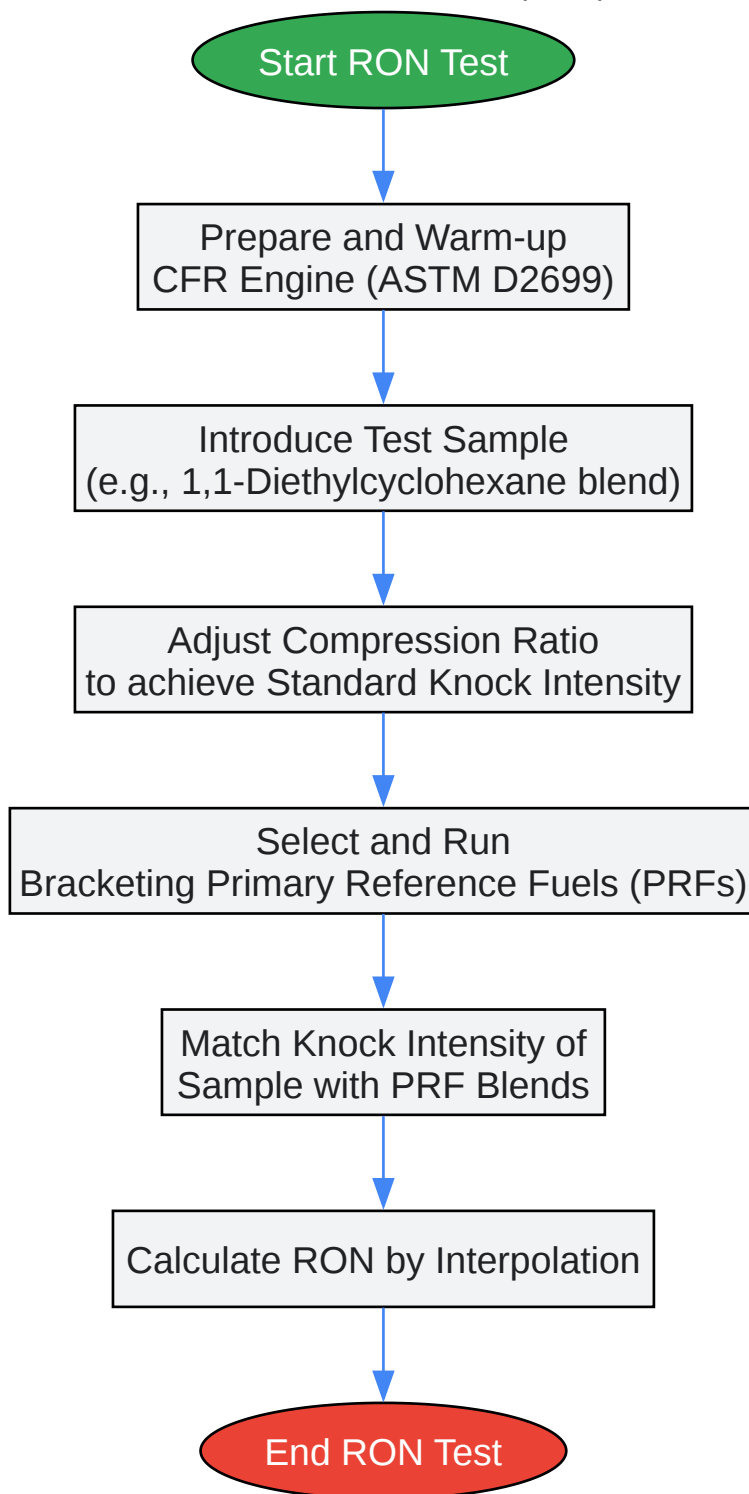 Start RON Test
Prepare and Warm-up
CFR Engine (ASTM D2699)
Introduce Test Sample
(e.g., 1,1-Diethylcyclohexane blend)
Adjust Compression Ratio
to achieve Standard Knock Intensity
Select and Run
Bracketing Primary Reference Fuels (PRFs)
Match Knock Intensity of
Sample with PRF Blends
Calculate RON by Interpolation
End RON Test